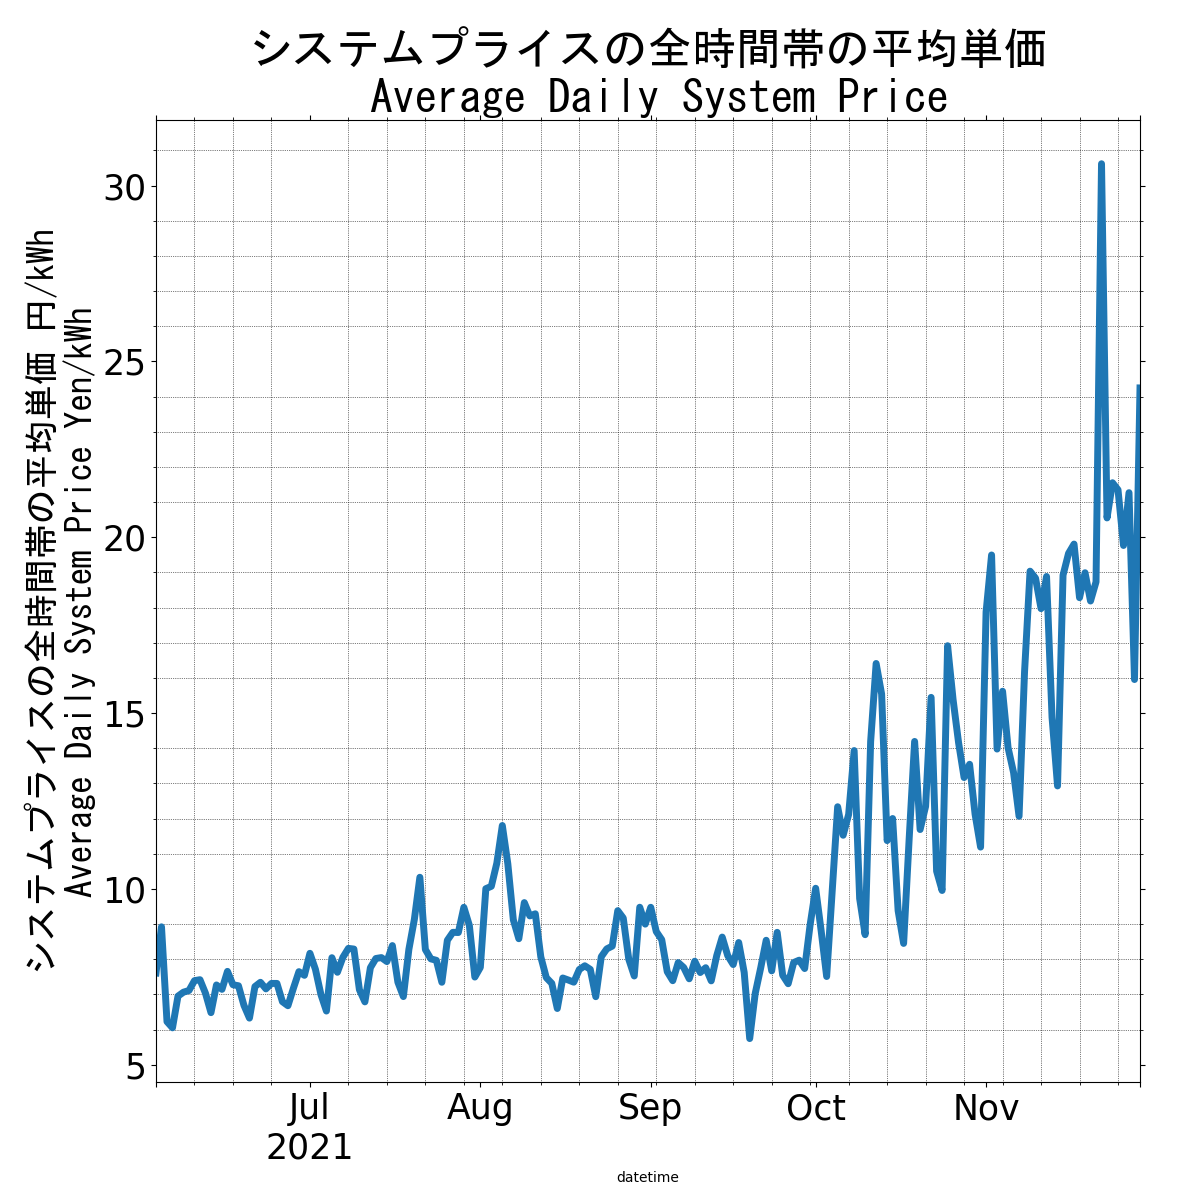 システムプライスの全時間帯の平均単価
Average Daily System Price
システムプライスの全時間帯の平均単価 円/kWh
Average Daily System Price Yen/kWh
30
25
20
15
10
5
Jul
2021
Aug
Sep
Oct
Nov
datetime